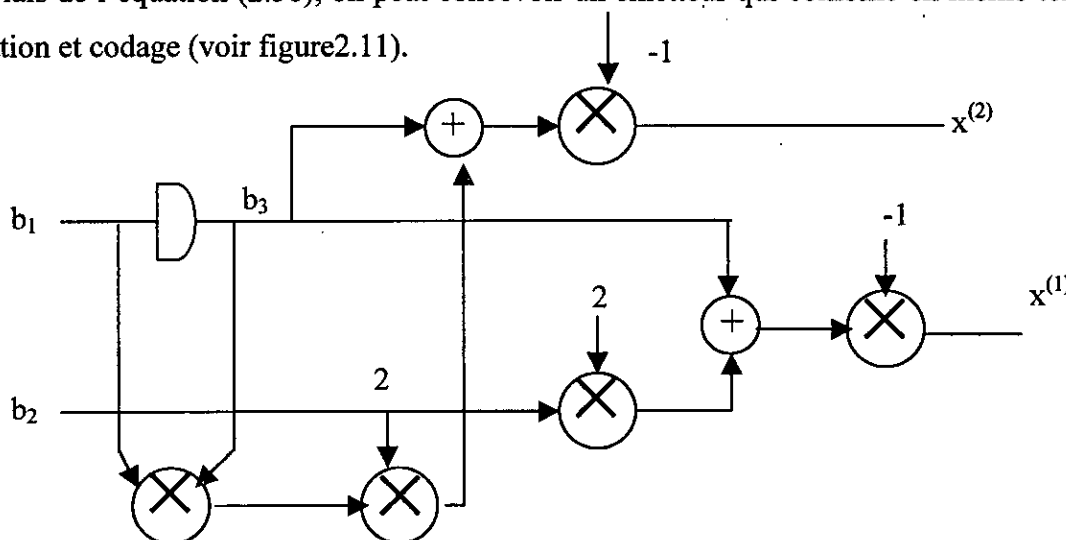 tion et codage (voir figure2.11).
-1
+
x(2)
b3
b1
-1
2
x(1)
+
2
b2